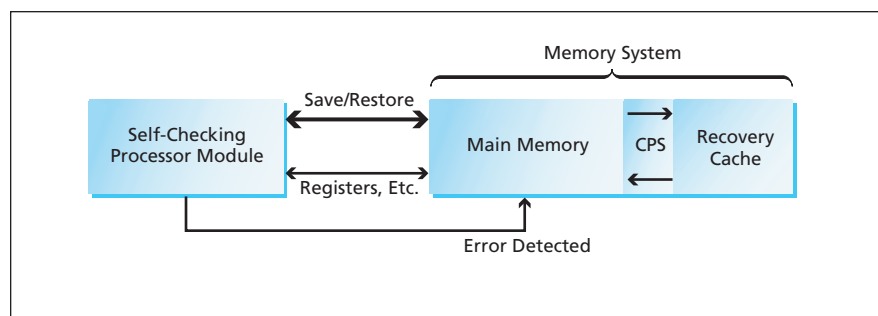 Memory System
Save/Restore
Self-Checking
Processor Module
Main Memory
CPS
Recovery
Cache
Registers, Etc.
Error Detected